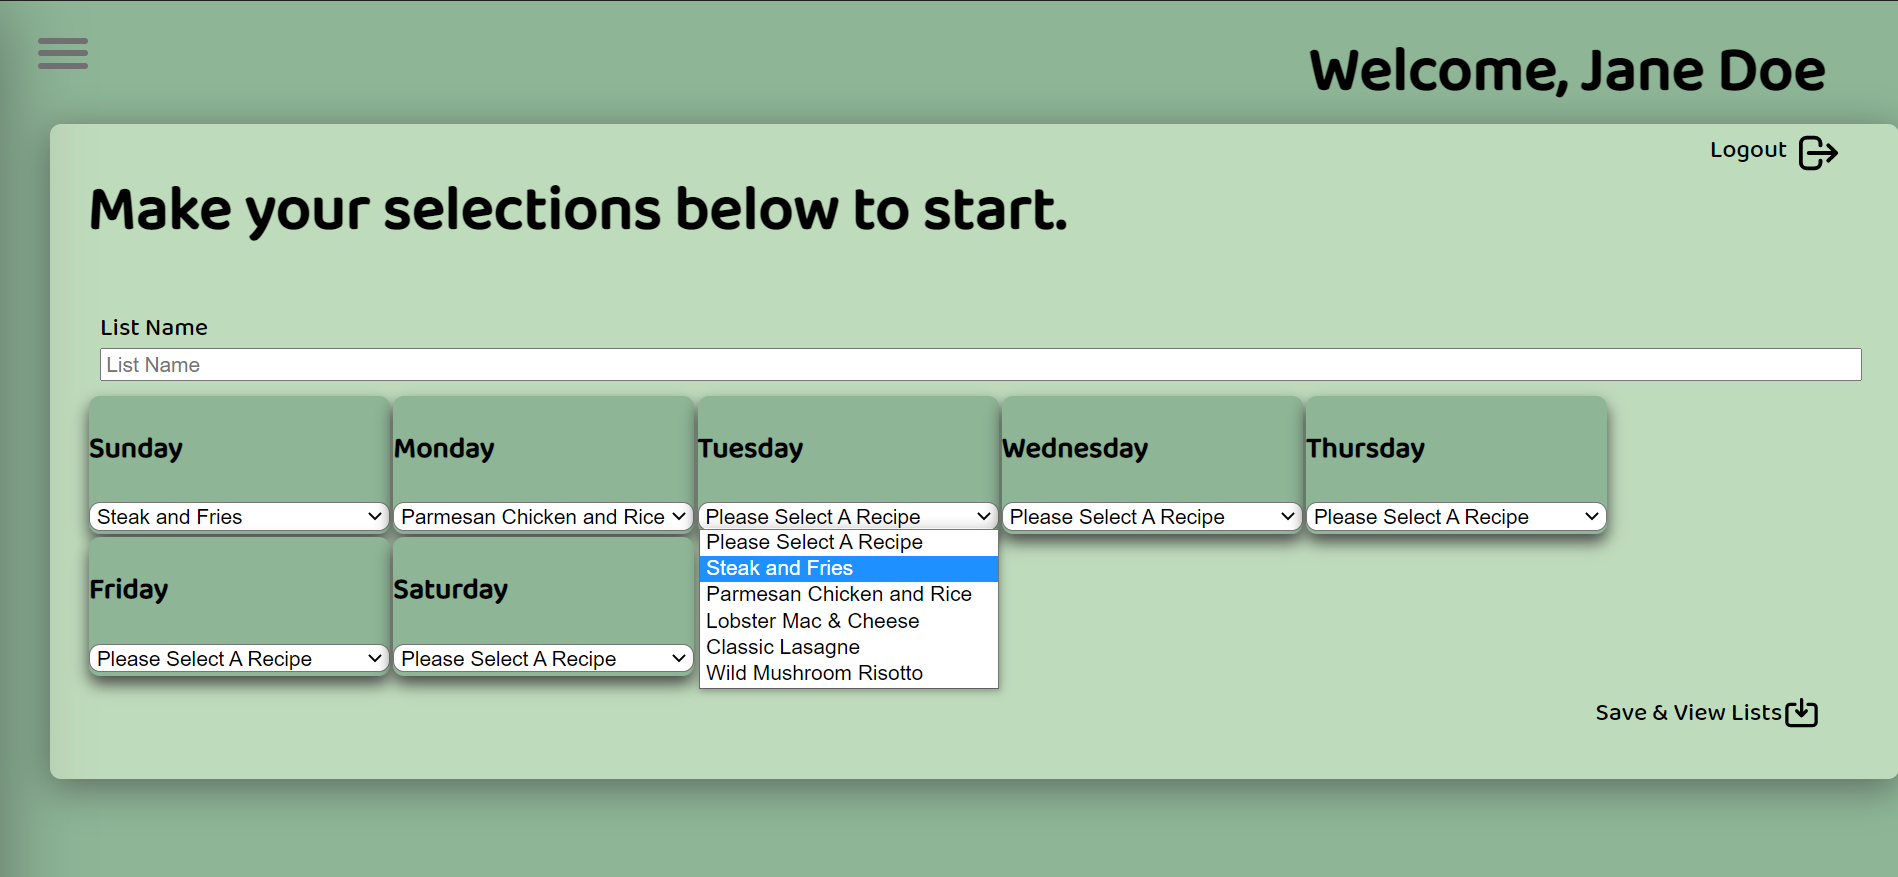 Welcome, Jane Doe
Logout
Make your selections below to start.
List Name
List Name
Sunday
Steak and Fries
Monday
Parmesan Chicken and Rice
Tuesday
Please Select A Recipe
Please Select A Recipe
Steak and Fries
Parmesan Chicken and Rice
Lobster Mac & Cheese
Classic Lasagne
Wild Mushroom Risotto
Wednesday
Please Select A Recipe
Thursday
Please Select A Recipe
Friday
Please Select A Recipe
Saturday
Please Select A Recipe
Save & View Lists